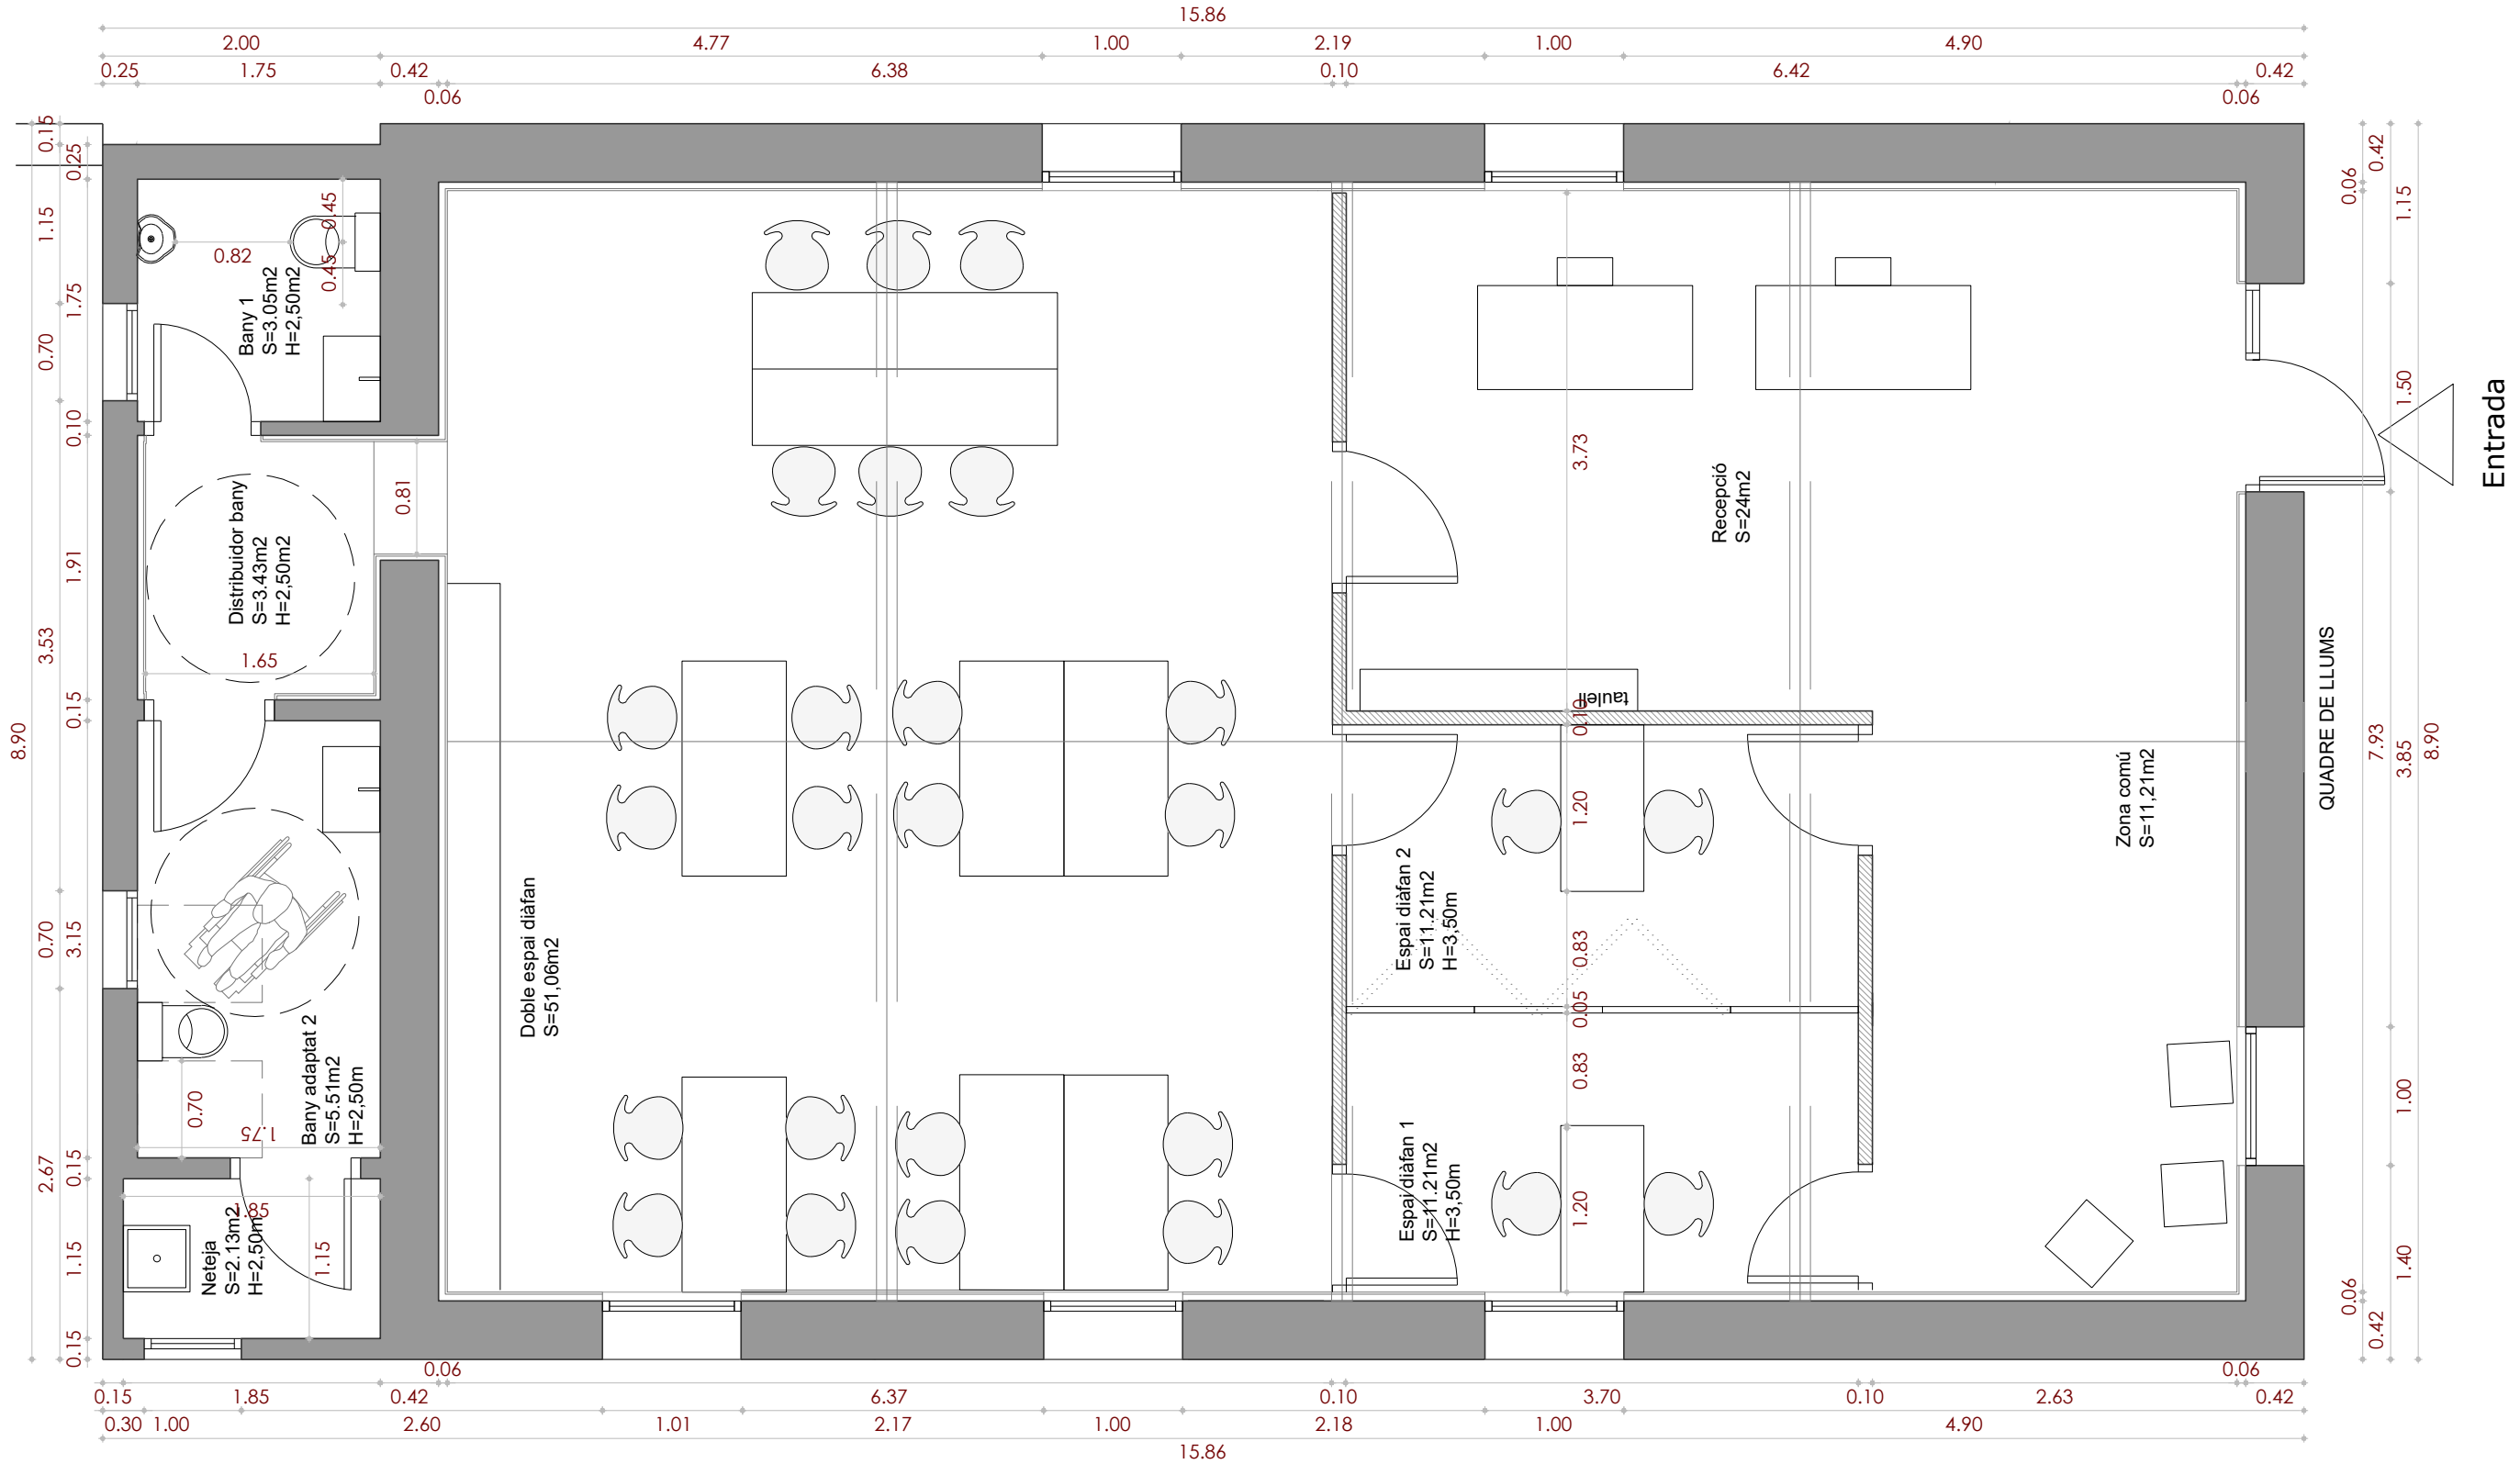 15.86
2.00 4.77 1.00 2.19 1.00 4.90
0.25 1.75 0.42 6.38 0.10 6.42 0.42
0.06 0.06
8.90
0.15
1.15
0.70
3.53
0.70
2.67
0.25
1.75
0.10
1.91
0.15
3.15
0.15
1.15
0.15
0.45
0.45
0.82
Bany 1
S=3.05m2
H=2,50m2
0.81
Distribuidor bany
S=3.43m2
H=2,50m2
1.65
Bany adaptat 2
S=5.51m2
H=2,50m
0.70
1.75
Neteja
S=2.13m2
H=2,50m
1.85
1.15
Doble espai diàfan
S=51,06m2
Recepció
S=24m2
3.73
taulell
0.10
1.20
0.83
0.05
0.83
1.20
Espai diàfan 2
S=11.21m2
H=3,50m
Espai diàfan 1
S=11.21m2
H=3,50m
Zona comú
S=11,21m2
QUADRE DE LLUMS
Entrada
0.06
0.42
1.15
1.50
7.93
3.85
8.90
1.00
1.40
0.06
0.42
0.06 0.06
0.15 1.85 0.42 6.37 0.10 3.70 0.10 2.63 0.42
0.30 1.00 2.60 1.01 2.17 1.00 2.18 1.00 4.90
15.86